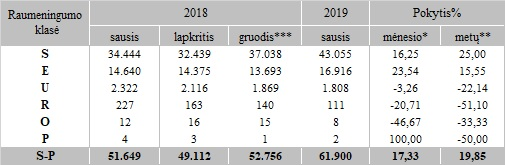 Raumeningumo klasė 2018 2019 Pokytis%
sausis lapkritis gruodis*** sausis mėnesio* metų**
S 34.444 32.439 37.038 43.055 16,25 25,00
E 14.640 14.375 13.693 16.916 23,54 15,55
U 2.322 2.116 1.869 1.808 -3,26 -22,14
R 227 163 140 111 -20,71 -51,10
O 12 16 15 8 -46,67 -33,33
P 4 3 1 2 100,00 -50,00
S-P 51.649 49.112 52.756 61.900 17,33 19,85